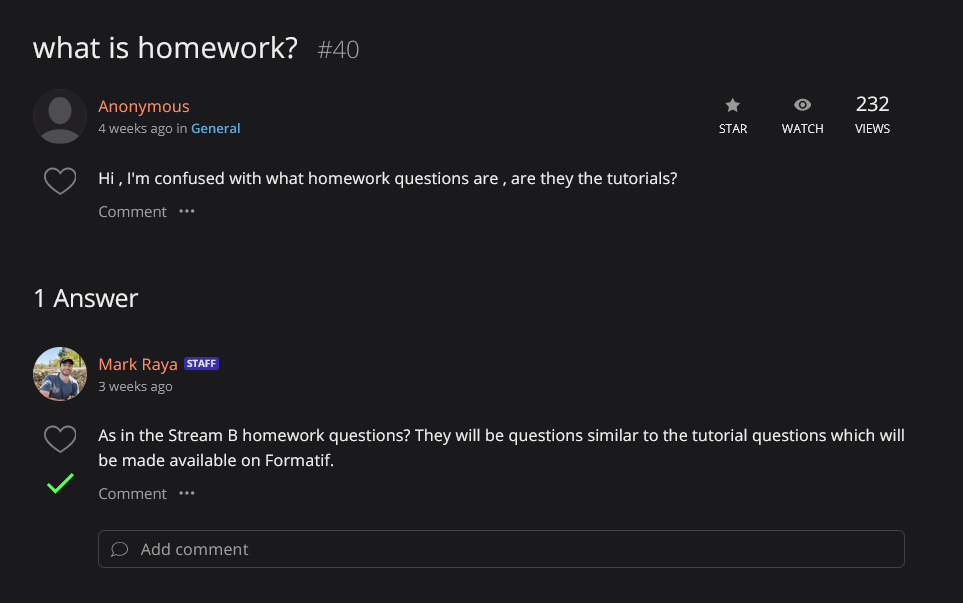 what is homework? #40
Anonymous
4 weeks ago in General
STAR
WATCH
232
VIEWS
Hi , I'm confused with what homework questions are , are they the tutorials?
Comment ···
1 Answer
Mark Raya STAFF
3 weeks ago
As in the Stream B homework questions? They will be questions similar to the tutorial questions which will
be made available on Formatif.
Comment ···
Add comment